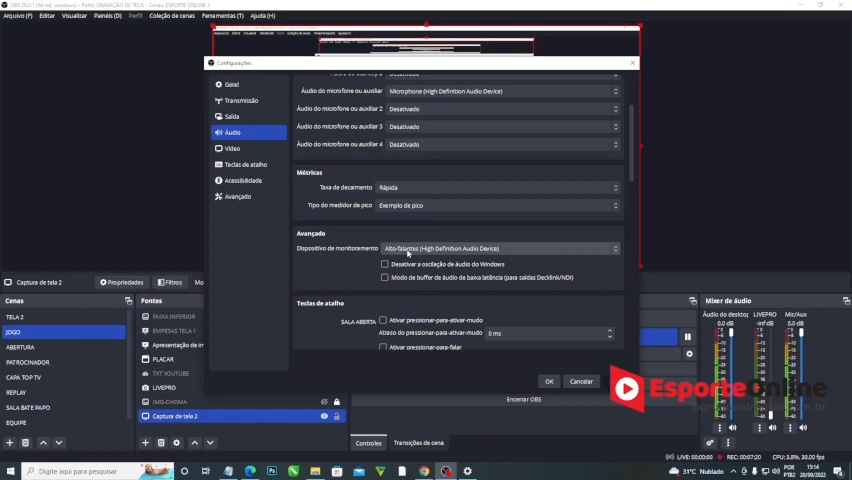 OBS 28.0.1 (64-bit, windows) - Perfil: GRAVAÇÃO DE TELA - Cenas: ESPORTE ONLINE
Arquivo (F) Editar Visualizar Painéis (D) Perfil Coleção de cenas Ferramentas (T) Ajuda (H)
Configurações
Geral
Transmissão
Saída
Áudio
Vídeo
Teclas de atalho
Acessibilidade
Avançado
Desativado
Áudio do microfone ou auxiliar Microphone (High Definition Audio Device)
Áudio do microfone ou auxiliar 2 Desativado
Áudio do microfone ou auxiliar 3 Desativado
Áudio do microfone ou auxiliar 4 Desativado
Métricas
Taxa de decaimento Rápida
Tipo do medidor de pico Exemplo de pico
Avançado
Dispositivo de monitoramento Alto-falantes (High Definition Audio Device)
Desativar a oscilação de áudio do Windows
Modo de buffer de áudio de baixa latência (para saídas Decklink/NDI)
Teclas de atalho
SALA ABERTA Ativar pressionar-para-ativar-mudo
Atraso do pressionar-para-ativar-mudo 0 ms
Ativar pressionar-para-falar
OK Cancelar
Captura de tela 2 Propriedades Filtros
Cenas
TELA 2
JOGO
ABERTURA
PATROCINADOR
CAPA TOP TV
REPLAY
SALA BATE PAPO
EQUIPE
Fontes
FAIXA INFERIOR
EMPESAS TELA 1
Apresentação de im
PLACAR
TXT YOUTUBE
LIVEPRO
IMG-CHOMA
Captura de tela 2
Encerrar OBS
Controles Transições de cena
Mixer de áudio
Áudio do desktop LIVEPRO Mic/Aux
0.0 dB -inf dB 0.0 dB
EsporteOnline
LIVE: 00:00:00 REC: 00:07:20 CPU: 3.8%, 30.00 fps
Digite aqui para pesquisar
31°C Nublado
POR
PTB2
15:14
20/09/2022